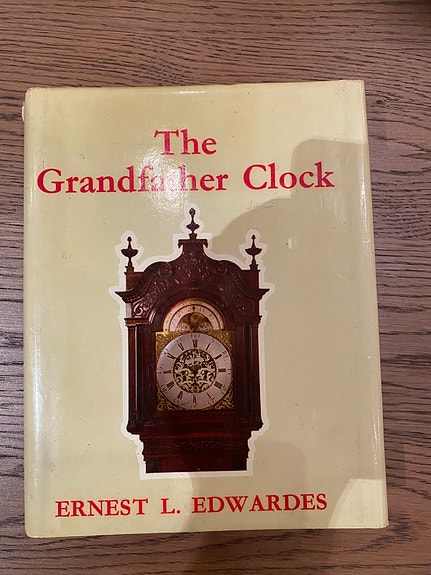 The
Grandfather Clock
ERNEST L. EDWARDES